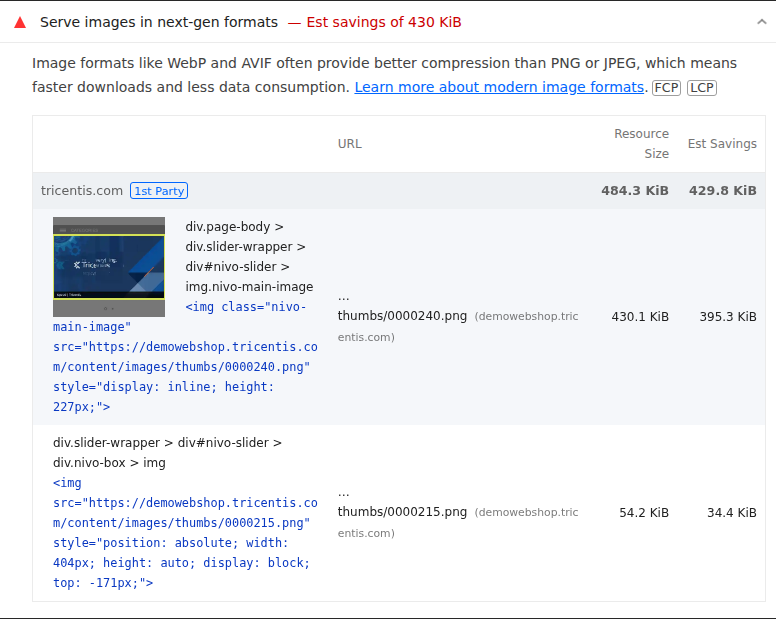 Serve images in next-gen formats — Est savings of 430 KiB
Image formats like WebP and AVIF often provide better compression than PNG or JPEG, which means
faster downloads and less data consumption. Learn more about modern image formats. FCP LCP
URL
Resource
Size
Est Savings
tricentis.com 1st Party 484.3 KiB 429.8 KiB
div.page-body >
div.slider-wrapper >
div#nivo-slider >
img.nivo-main-image
<img class="nivo-
main-image"
src="https://demowebshop.tricentis.co
m/content/images/thumbs/0000240.png"
style="display: inline; height:
227px;">
...
thumbs/0000240.png (demowebshop.tric
entis.com)
430.1 KiB 395.3 KiB
div.slider-wrapper > div#nivo-slider >
div.nivo-box > img
<img
src="https://demowebshop.tricentis.co
m/content/images/thumbs/0000215.png"
style="position: absolute; width:
404px; height: auto; display: block;
top: -171px;">
...
thumbs/0000215.png (demowebshop.tric
entis.com)
54.2 KiB 34.4 KiB